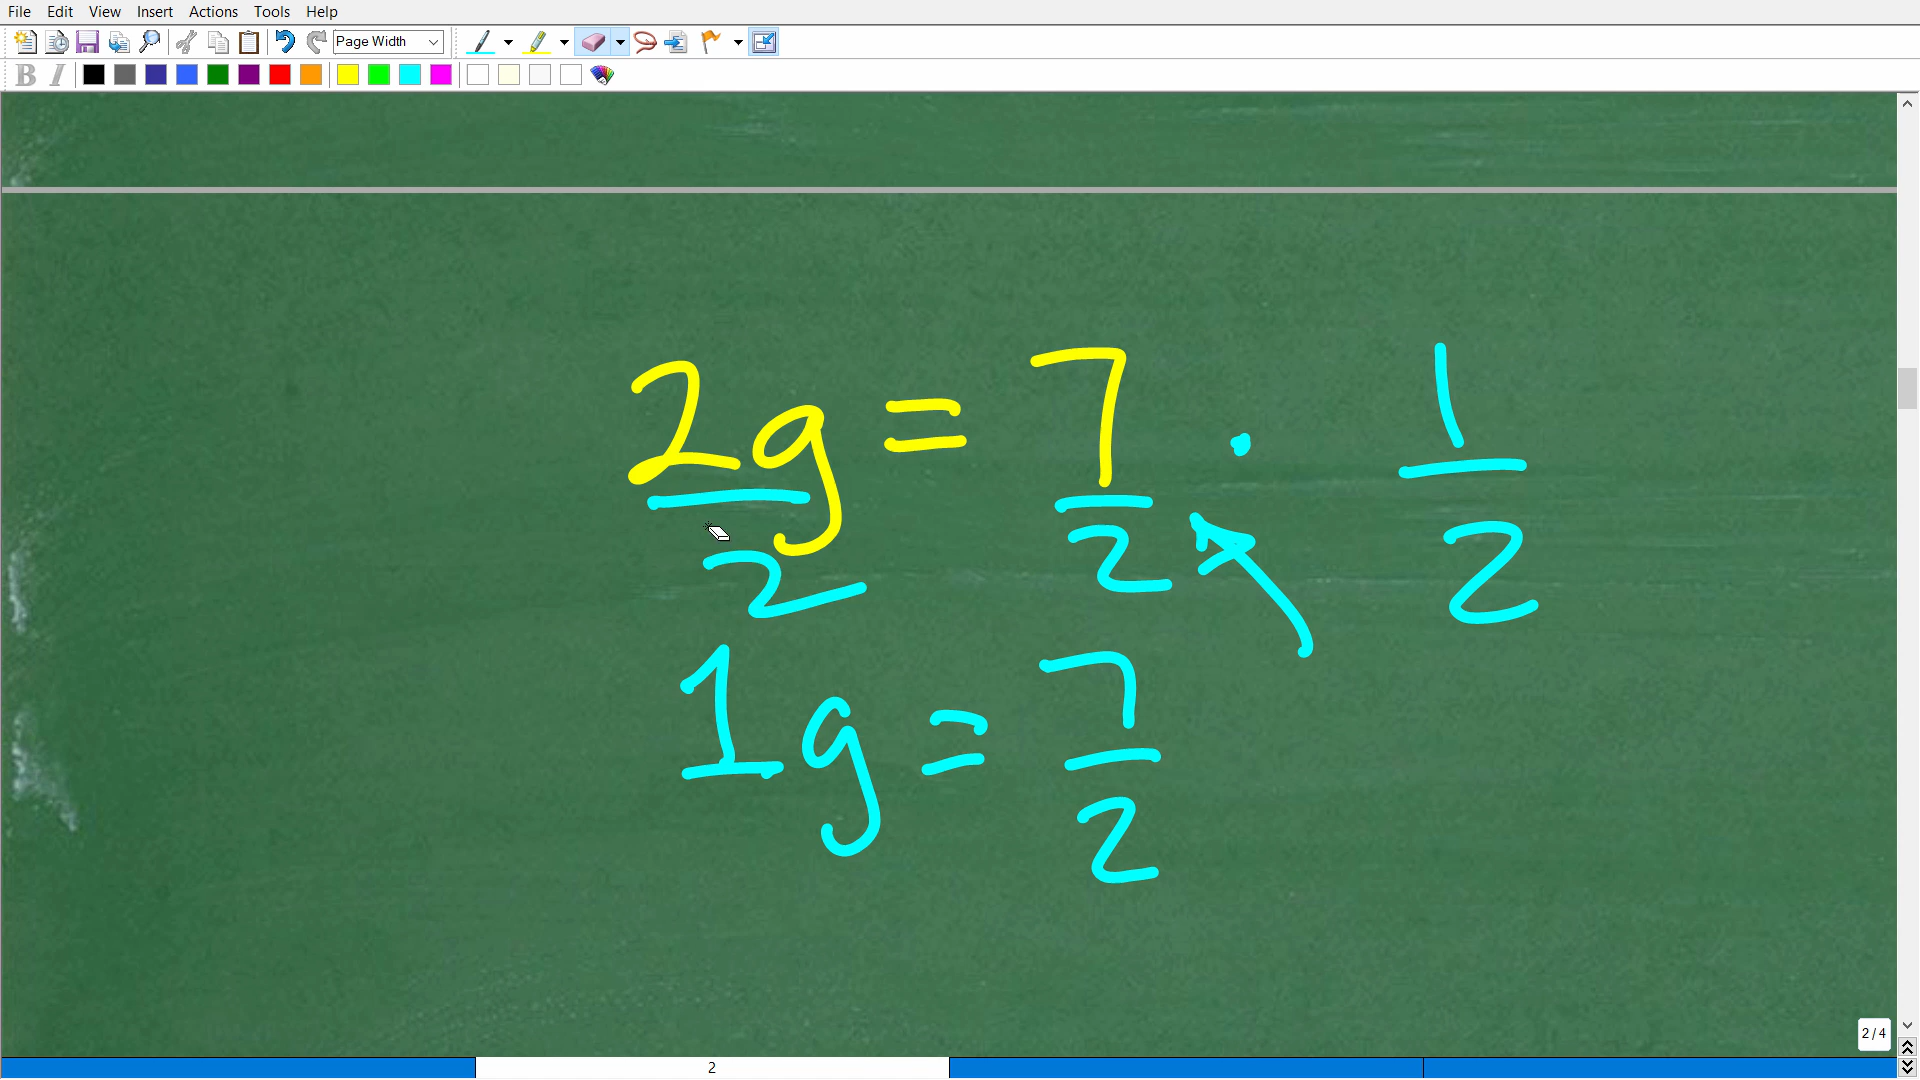 File Edit View Insert Actions Tools Help
Page Width
B I
2g = 7 · 1
2 2 2
1g = 7
2
2 / 4
2